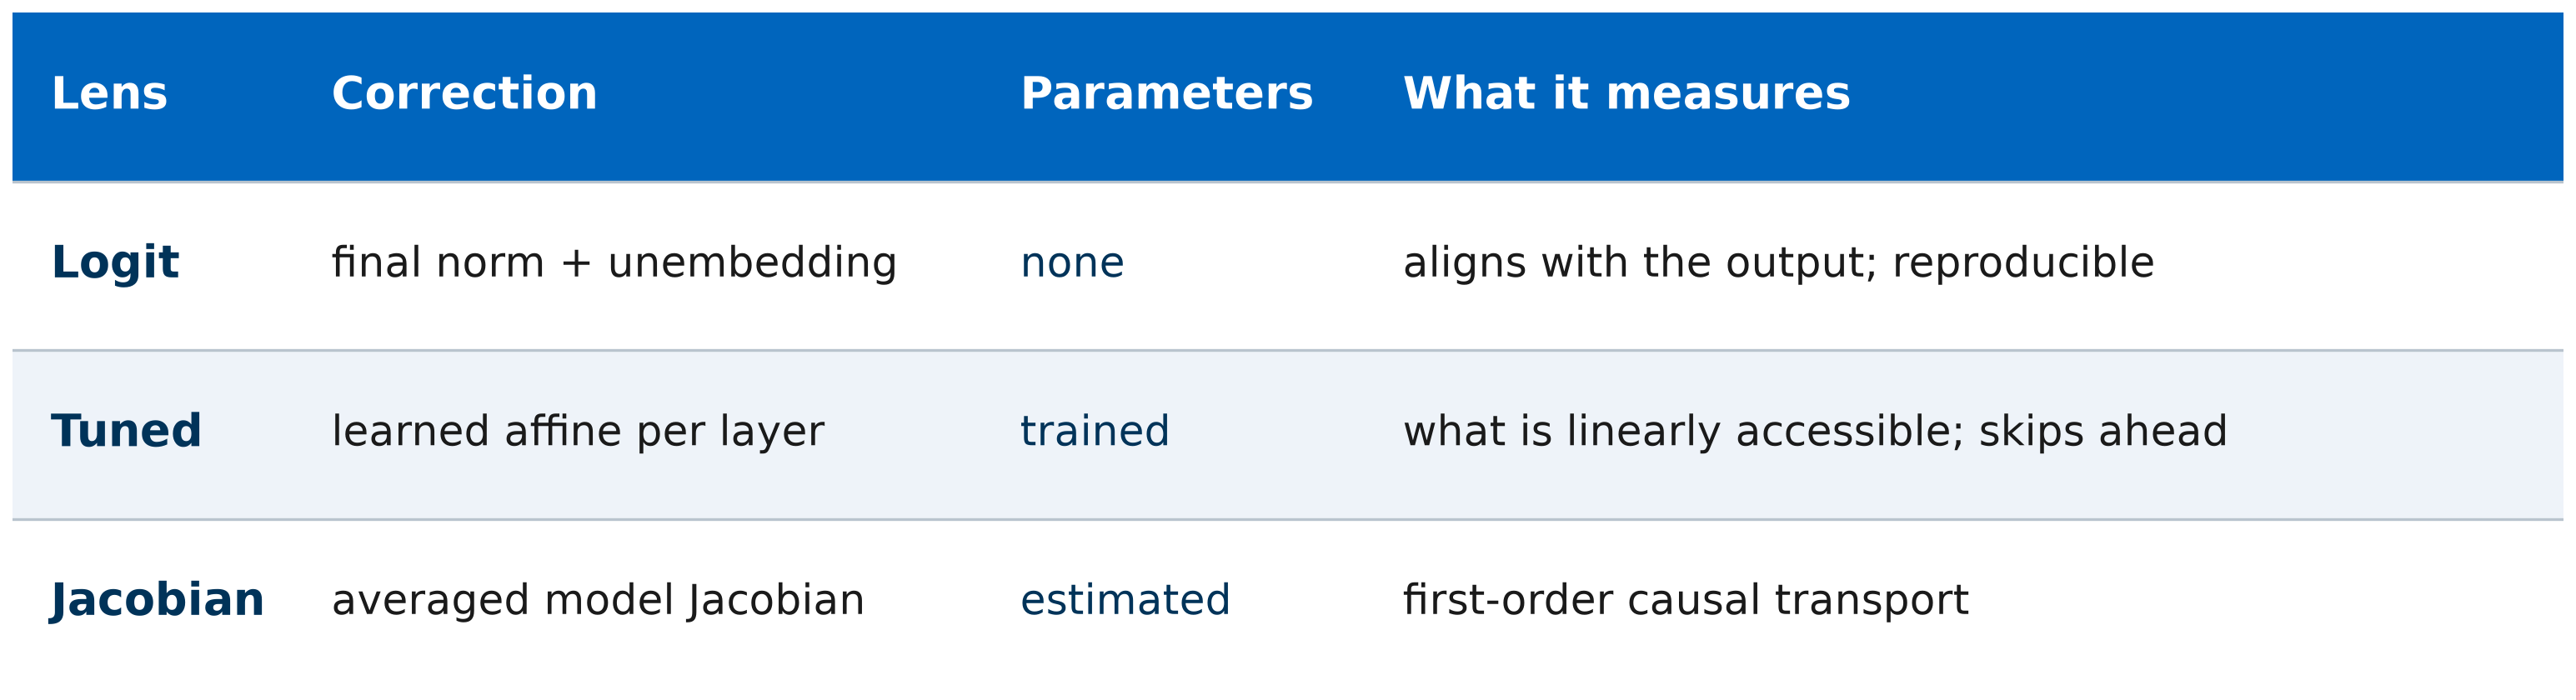 Lens Correction Parameters What it measures
Logit final norm + unembedding none aligns with the output; reproducible
Tuned learned affine per layer trained what is linearly accessible; skips ahead
Jacobian averaged model Jacobian estimated first-order causal transport